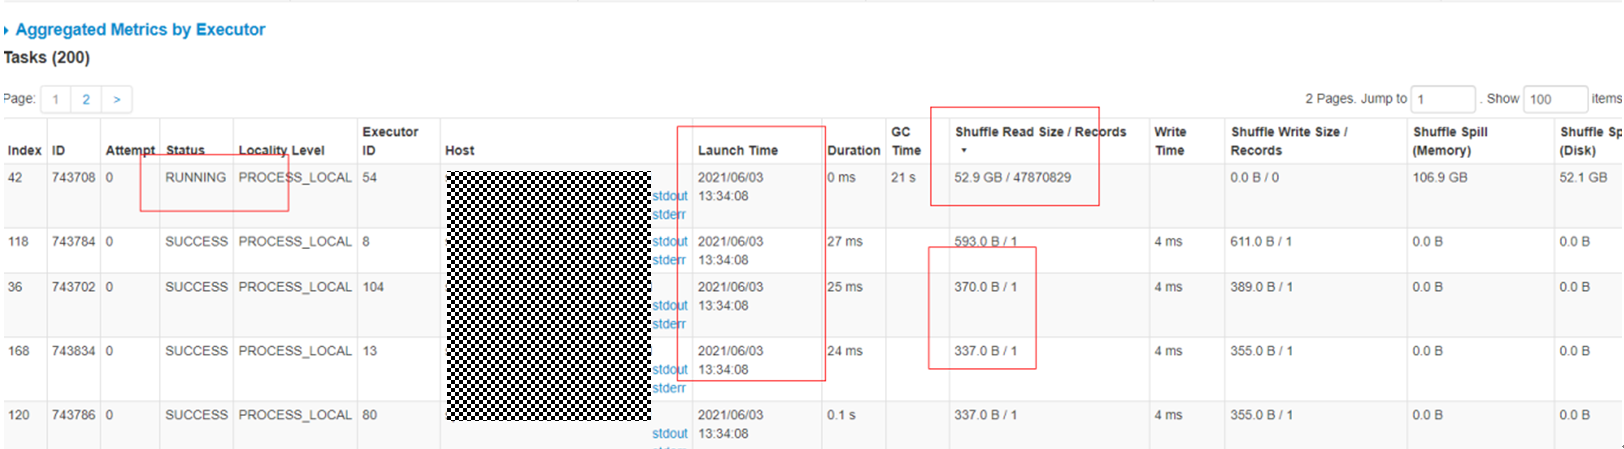 Aggregated Metrics by Executor
Tasks (200)
Page: 1 2 > 2 Pages. Jump to 1 . Show 100 items
Index ID Attempt Status Locality Level Executor ID Host Launch Time Duration GC Time Shuffle Read Size / Records Write Time Shuffle Write Size / Records Shuffle Spill (Memory) Shuffle Sp (Disk)
42 743708 0 RUNNING PROCESS_LOCAL 54 stdout stderr 2021/06/03 13:34:08 0 ms 21 s 52.9 GB / 47870829 0.0 B / 0 106.9 GB 52.1 GB
118 743784 0 SUCCESS PROCESS_LOCAL 8 stdout stderr 2021/06/03 13:34:08 27 ms 593.0 B / 1 4 ms 611.0 B / 1 0.0 B 0.0 B
36 743702 0 SUCCESS PROCESS_LOCAL 104 stdout stderr 2021/06/03 13:34:08 25 ms 370.0 B / 1 4 ms 389.0 B / 1 0.0 B 0.0 B
168 743834 0 SUCCESS PROCESS_LOCAL 13 stdout stderr 2021/06/03 13:34:08 24 ms 337.0 B / 1 4 ms 355.0 B / 1 0.0 B 0.0 B
120 743786 0 SUCCESS PROCESS_LOCAL 80 stdout 2021/06/03 13:34:08 0.1 s 337.0 B / 1 4 ms 355.0 B / 1 0.0 B 0.0 B